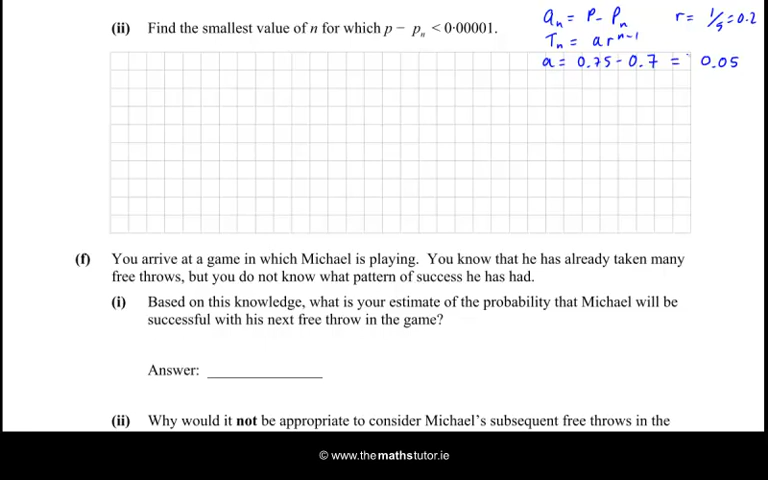 (ii) Find the smallest value of n for which p − pₙ < 0·00001.
aₙ = P - Pₙ r = 1/5 = 0.2
Tₙ = a rⁿ⁻¹
a = 0.75 - 0.7 = 0.05
(f) You arrive at a game in which Michael is playing. You know that he has already taken many
free throws, but you do not know what pattern of success he has had.
(i) Based on this knowledge, what is your estimate of the probability that Michael will be
successful with his next free throw in the game?
Answer: ______________
(ii) Why would it not be appropriate to consider Michael’s subsequent free throws in the
© www.themathstutor.ie